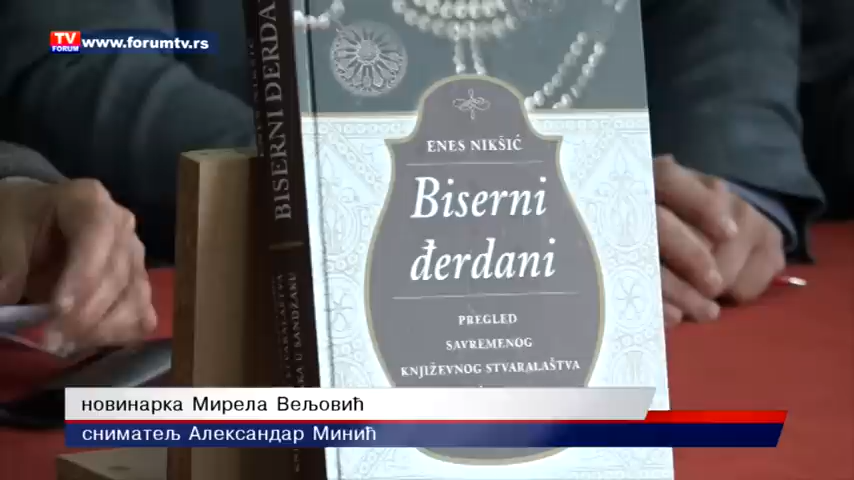 TV
FORUM
www.forumtv.rs
BISERNI ĐERDA
ENES NIKŠIĆ
Biserni
đerdani
PREGLED
SAVREMENOG
KNJIŽEVNOG STVARALAŠTVA
новинарка Мирела Вељовић
сниматељ Александар Минић